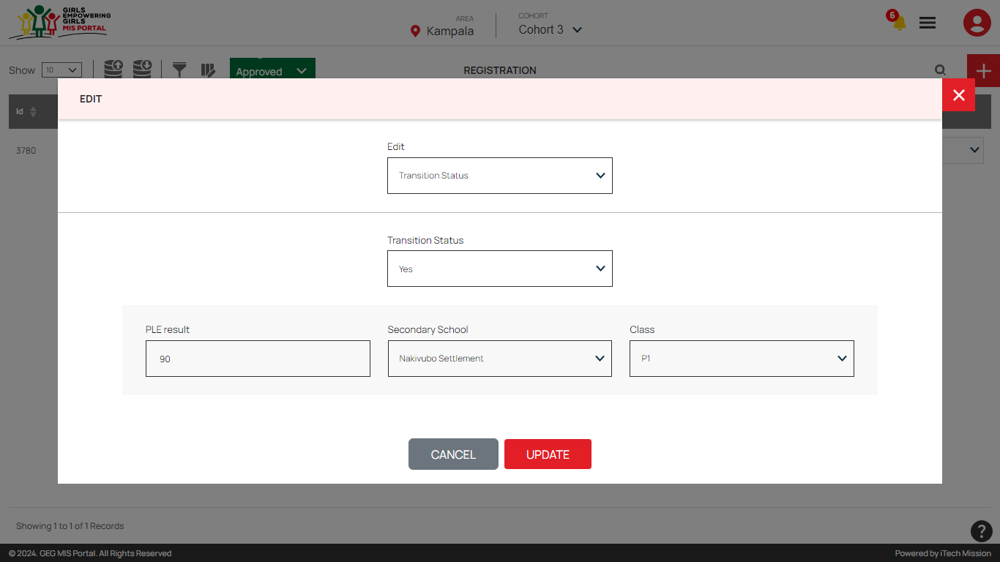 GIRLS
EMPOWERING
GIRLS
MIS PORTAL
AREA
Kampala
COHORT
Cohort 3
6
Show
10
Approved
REGISTRATION
Id
3780
EDIT
Edit
Transition Status
Transition Status
Yes
PLE result
Secondary School
Class
90
Nakivubo Settlement
P1
CANCEL
UPDATE
Showing 1 to 1 of 1 Records
?
© 2024. GEG MIS Portal. All Rights Reserved
Powered by iTech Mission